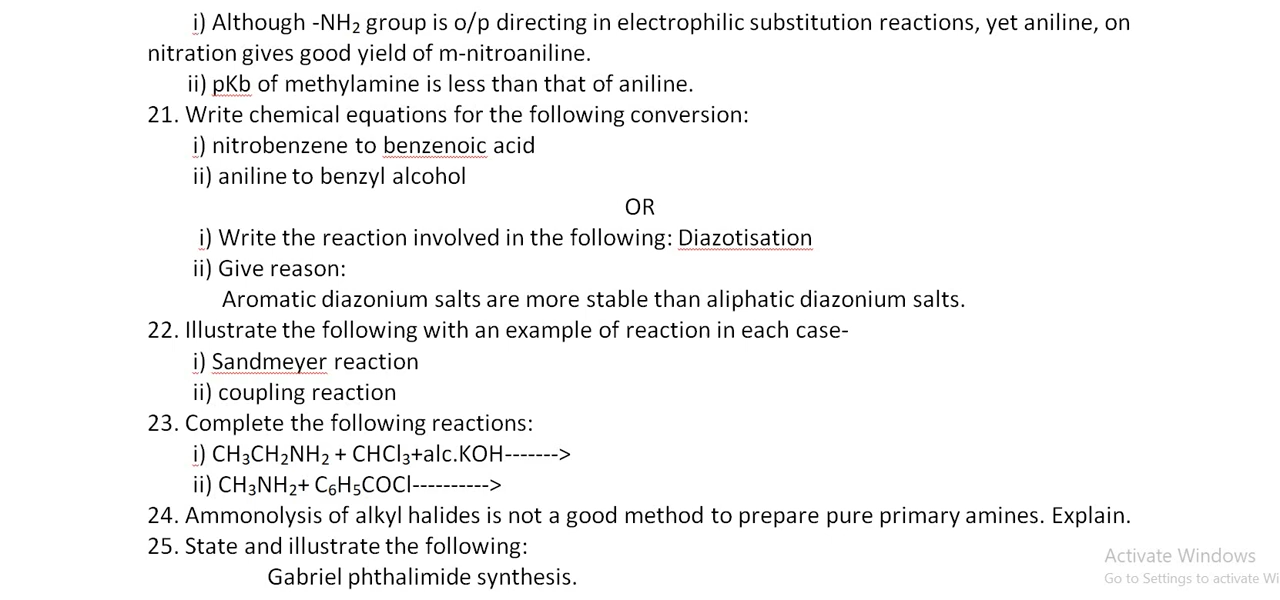 i) Although -NH₂ group is o/p directing in electrophilic substitution reactions, yet aniline, on
nitration gives good yield of m-nitroaniline.
ii) pKb of methylamine is less than that of aniline.
21. Write chemical equations for the following conversion:
i) nitrobenzene to benzenoic acid
ii) aniline to benzyl alcohol
OR
i) Write the reaction involved in the following: Diazotisation
ii) Give reason:
Aromatic diazonium salts are more stable than aliphatic diazonium salts.
22. Illustrate the following with an example of reaction in each case-
i) Sandmeyer reaction
ii) coupling reaction
23. Complete the following reactions:
i) CH₃CH₂NH₂ + CHCl₃+alc.KOH------->
ii) CH₃NH₂+ C₆H₅COCl---------->
24. Ammonolysis of alkyl halides is not a good method to prepare pure primary amines. Explain.
25. State and illustrate the following:
Gabriel phthalimide synthesis.
Activate Windows
Go to Settings to activate Wi